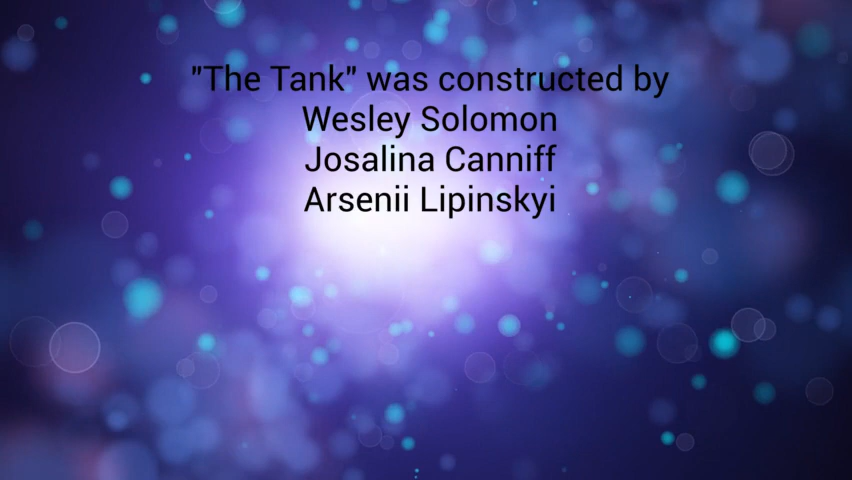 "The Tank" was constructed by
Wesley Solomon
Josalina Canniff
Arsenii Lipinskyi